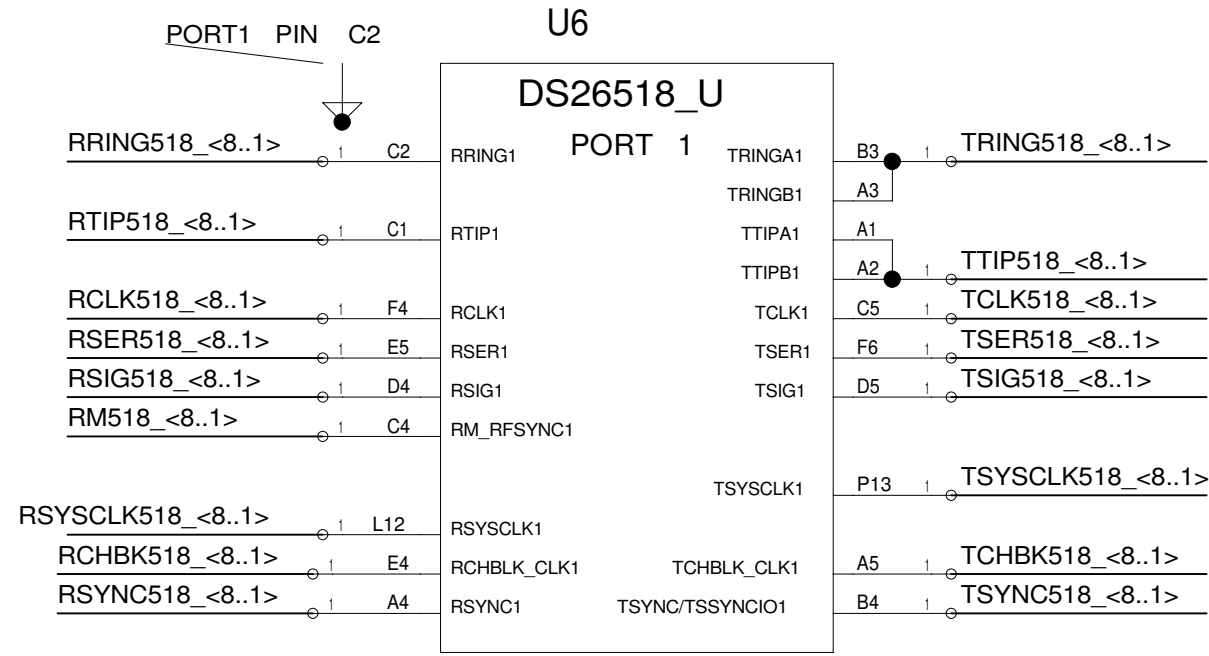 U6
PORT1 PIN C2
DS26518_U
PORT 1
RRING518_<8..1> 1 C2 RRING1 TRINGA1 B3 1 TRING518_<8..1>
TRINGB1 A3
RTIP518_<8..1> 1 C1 RTIP1 TTIPA1 A1
TTIPB1 A2 1 TTIP518_<8..1>
RCLK518_<8..1> 1 F4 RCLK1 TCLK1 C5 1 TCLK518_<8..1>
RSER518_<8..1> 1 E5 RSER1 TSER1 F6 1 TSER518_<8..1>
RSIG518_<8..1> 1 D4 RSIG1 TSIG1 D5 1 TSIG518_<8..1>
RM518_<8..1> 1 C4 RM_RFSYNC1
TSYSCLK1 P13 1 TSYSCLK518_<8..1>
RSYSCLK518_<8..1> 1 L12 RSYSCLK1
RCHBK518_<8..1> 1 E4 RCHBLK_CLK1 TCHBLK_CLK1 A5 1 TCHBK518_<8..1>
RSYNC518_<8..1> 1 A4 RSYNC1 TSYNC/TSSYNCIO1 B4 1 TSYNC518_<8..1>